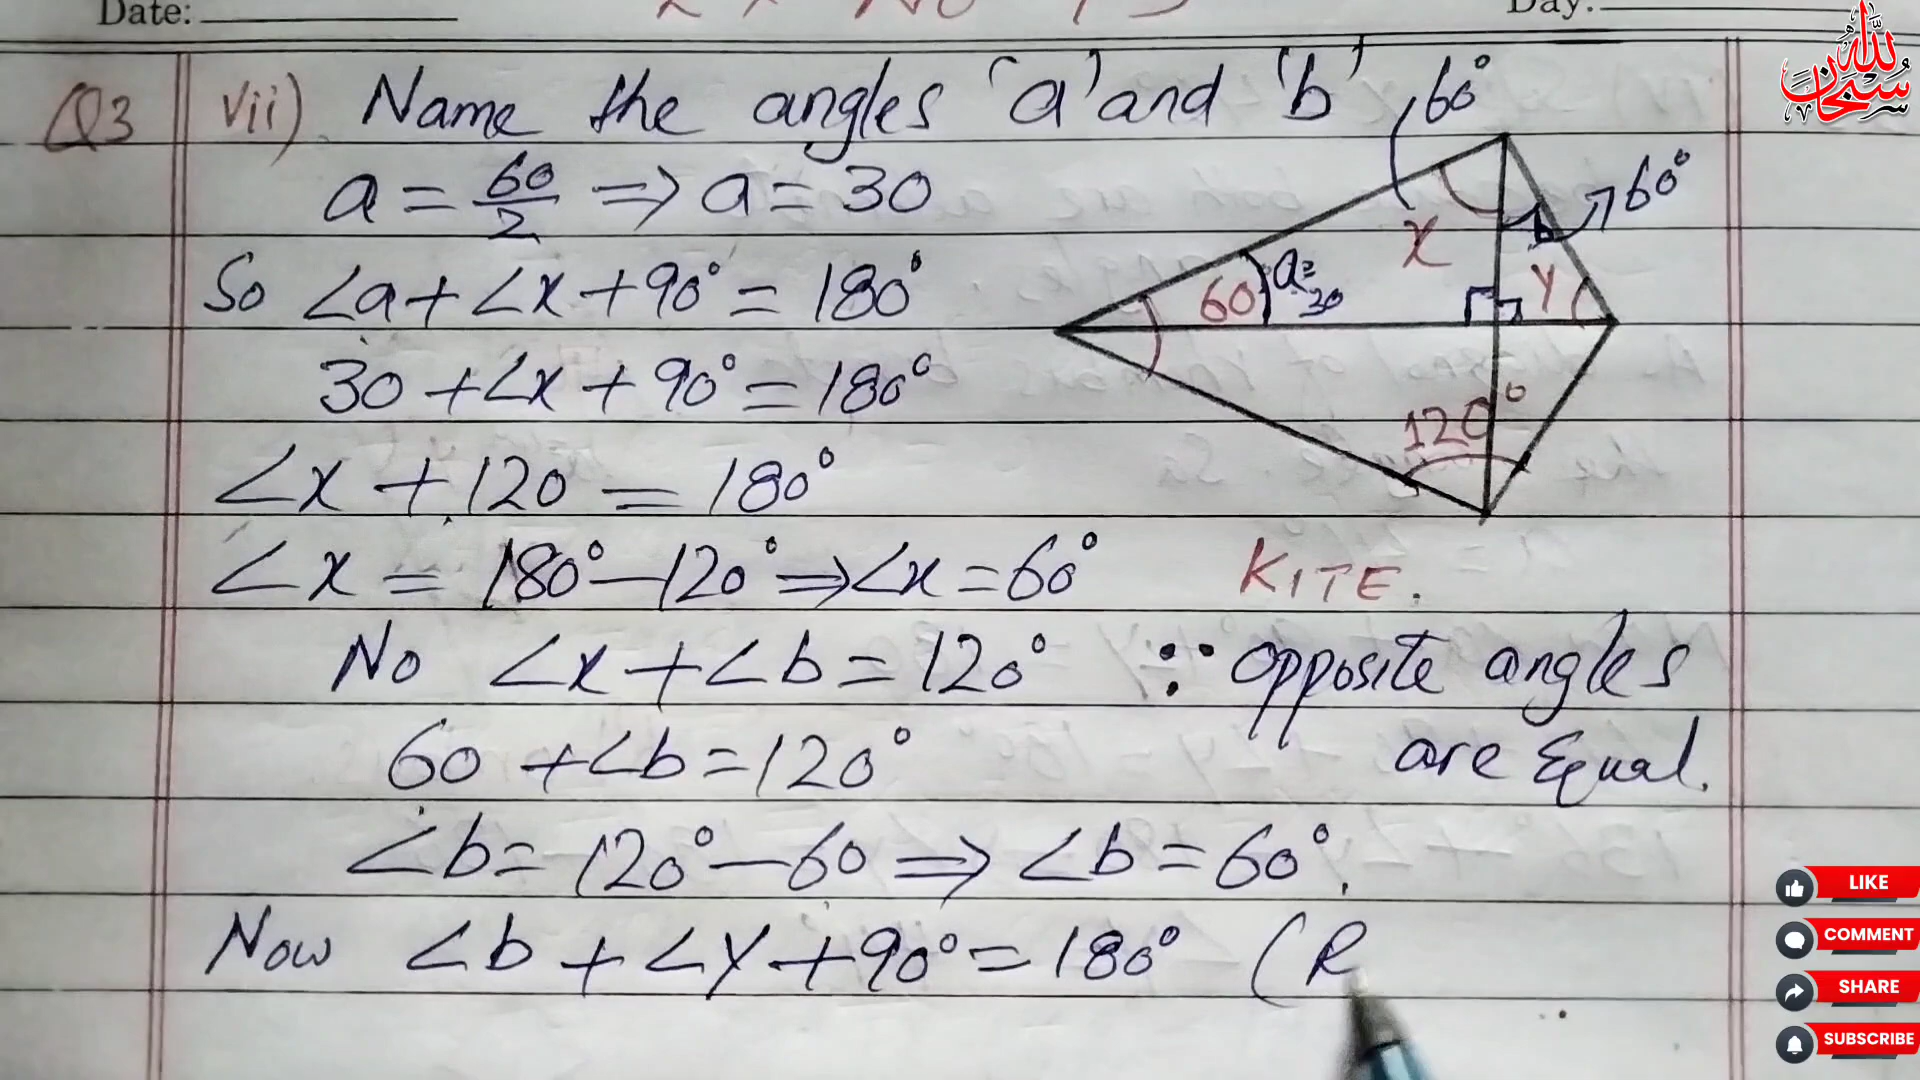 Date:
Day:
سبحان الله
Q3 vii) Name the angles 'a' and 'b'
a = 60/2 => a = 30
So ∠a + ∠x + 90° = 180°
30 + ∠x + 90° = 180°
∠x + 120 = 180°
∠x = 180° - 120° => ∠x = 60°
No ∠x + ∠b = 120° ∵ opposite angles
are Equal.
60 + ∠b = 120°
∠b = 120° - 60 => ∠b = 60°.
Now ∠b + ∠y + 90° = 180° (R
60°
60°
x
b
60
a=
30
y
120°
KITE.
LIKE
COMMENT
SHARE
SUBSCRIBE